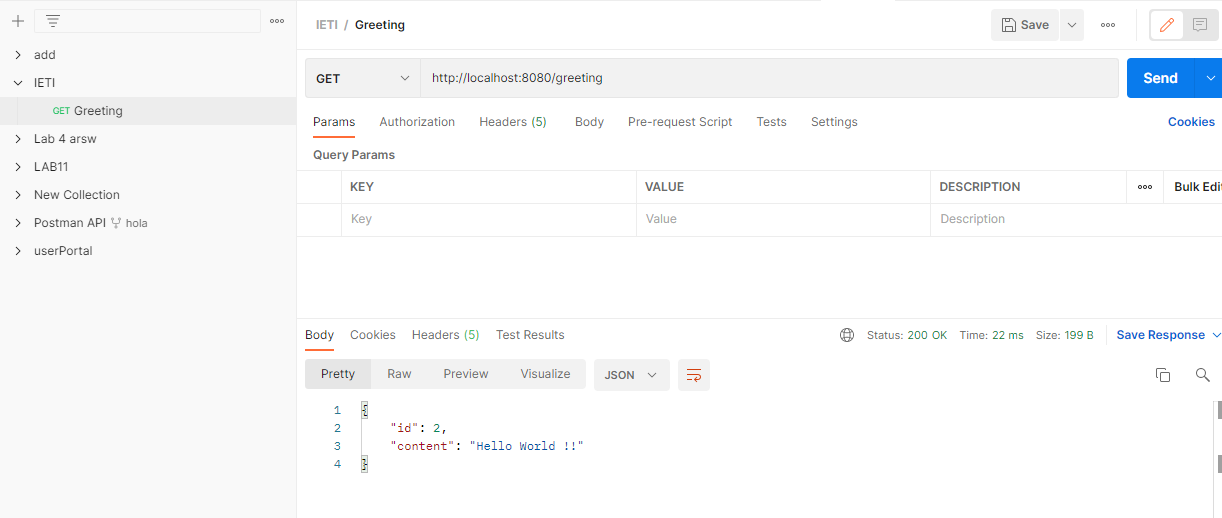 IETI / Greeting
Save
add
IETI
GET Greeting
Lab 4 arsw
LAB11
New Collection
Postman API hola
userPortal
GET http://localhost:8080/greeting Send
Params Authorization Headers (5) Body Pre-request Script Tests Settings Cookies
Query Params
KEY VALUE DESCRIPTION Bulk Edit
Key Value Description
Body Cookies Headers (5) Test Results Status: 200 OK Time: 22 ms Size: 199 B Save Response
Pretty Raw Preview Visualize JSON
1 {
2 "id": 2,
3 "content": "Hello World !!"
4 }